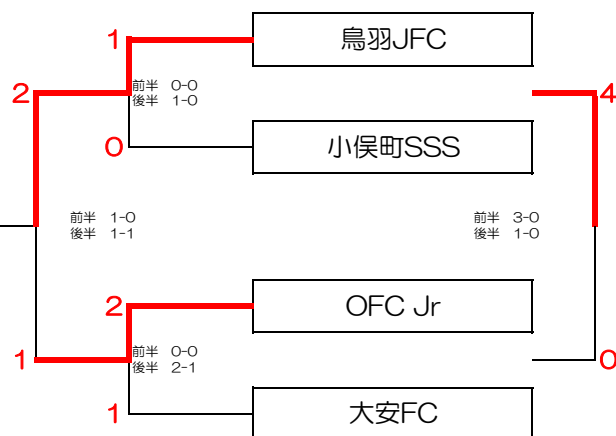 1
鳥羽JFC
2
前半 0-0
後半 1-0
4
0
小俣町SSS
前半 1-0
後半 1-1
前半 3-0
後半 1-0
2
OFC Jr
1
前半 0-0
後半 2-1
0
1
大安FC